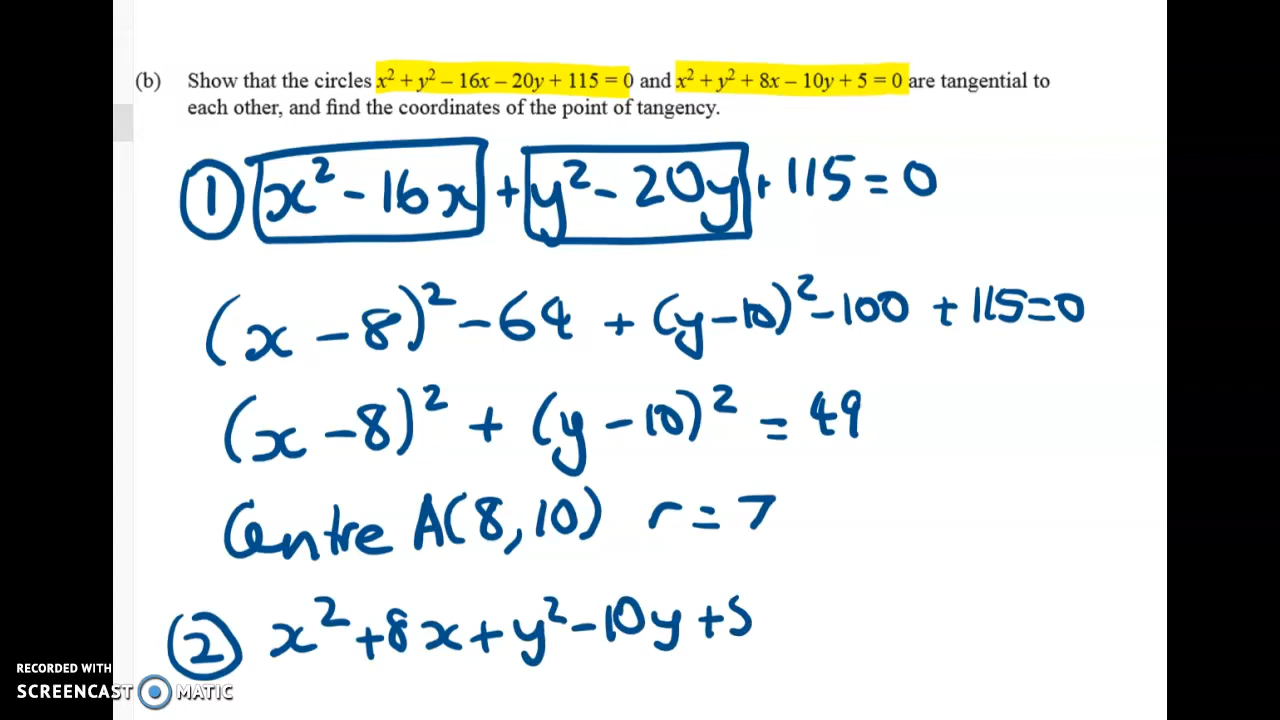 (b) Show that the circles x² + y² – 16x – 20y + 115 = 0 and x² + y² + 8x – 10y + 5 = 0 are tangential to
each other, and find the coordinates of the point of tangency.
① x² - 16x + y² - 20y + 115 = 0
(x - 8)² - 64 + (y - 10)² - 100 + 115 = 0
(x - 8)² + (y - 10)² = 49
Centre A(8, 10) r = 7
② x² + 8x + y² - 10y + 5
RECORDED WITH
SCREENCAST MATIC